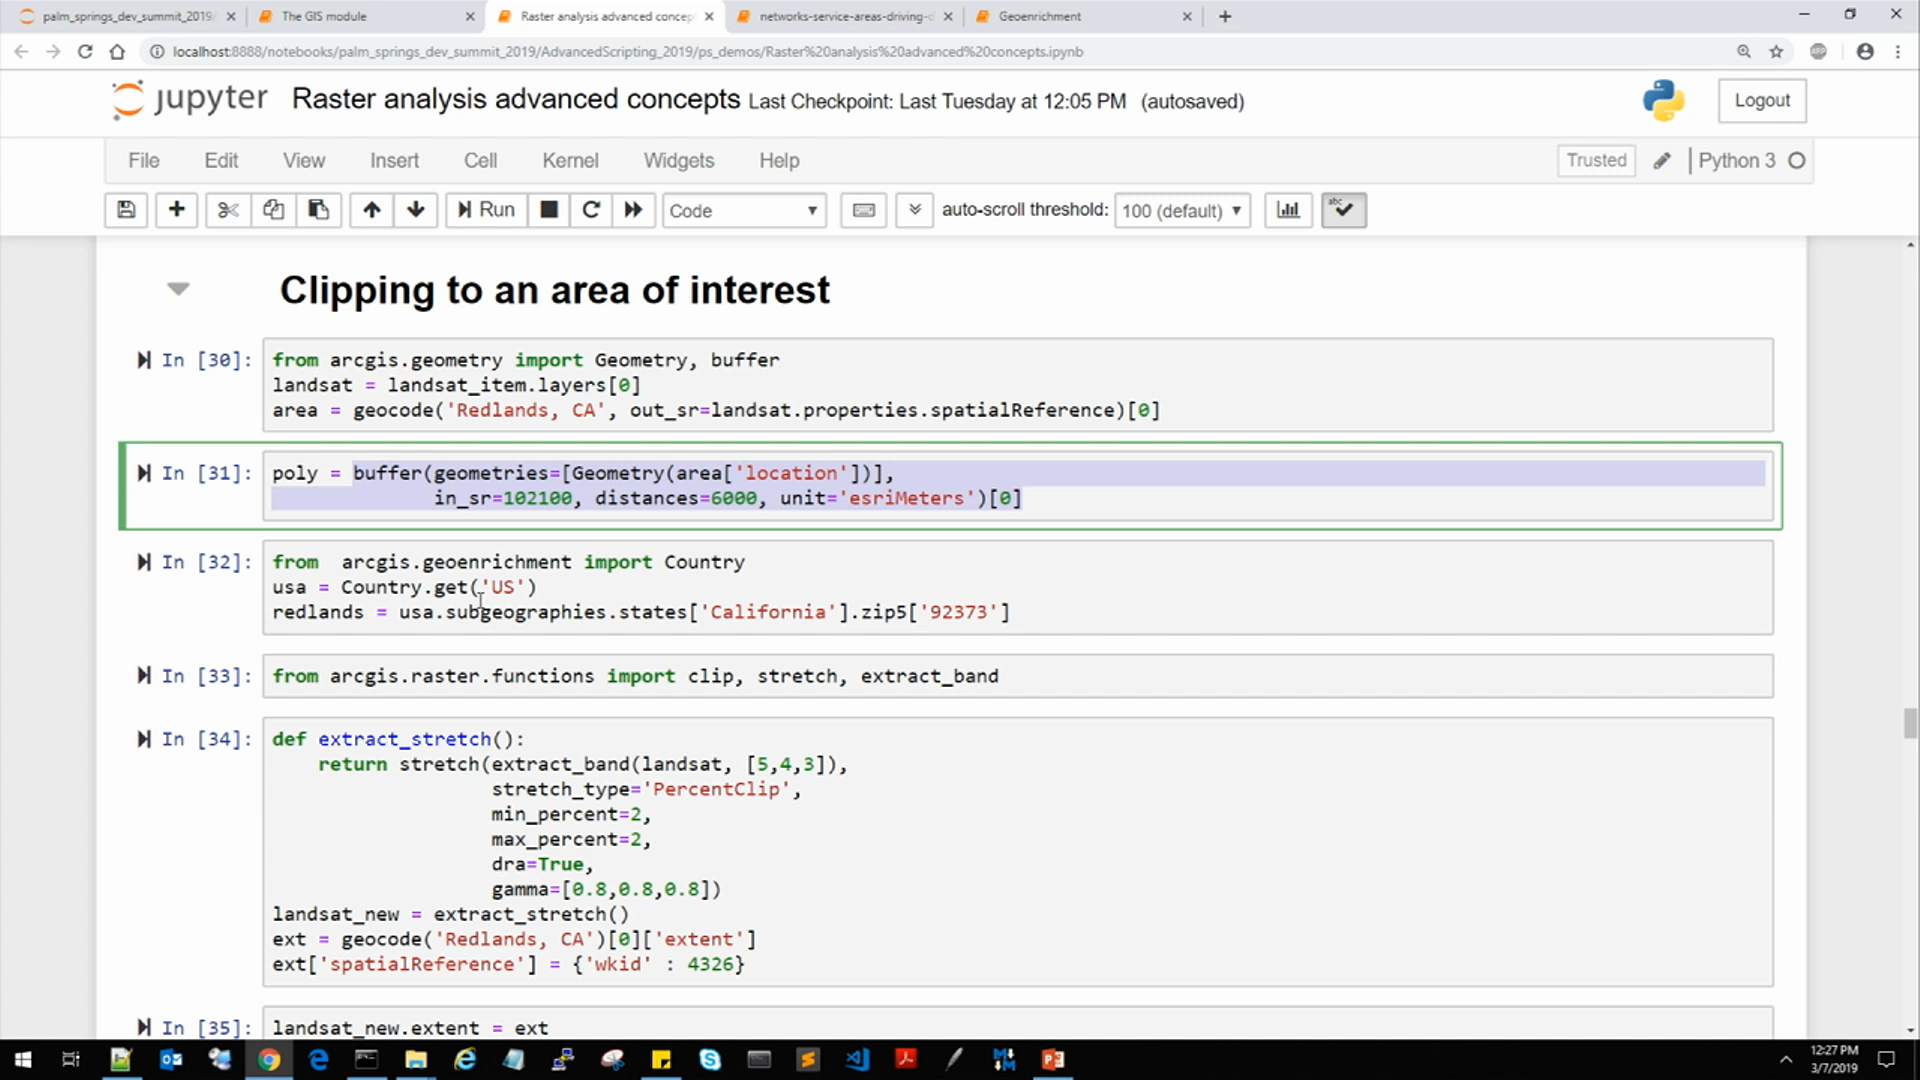 palm_springs_dev_summit_2019/
The GIS module
Raster analysis advanced concep
networks-service-areas-driving-d
Geoenrichment
localhost:8888/notebooks/palm_springs_dev_summit_2019/AdvancedScripting_2019/ps_demos/Raster%20analysis%20advanced%20concepts.ipynb
jupyter Raster analysis advanced concepts Last Checkpoint: Last Tuesday at 12:05 PM (autosaved)
Logout
File Edit View Insert Cell Kernel Widgets Help
Trusted Python 3
Run Code auto-scroll threshold: 100 (default)
Clipping to an area of interest
In [30]: from arcgis.geometry import Geometry, buffer
landsat = landsat_item.layers[0]
area = geocode('Redlands, CA', out_sr=landsat.properties.spatialReference)[0]
In [31]: poly = buffer(geometries=[Geometry(area['location'])],
in_sr=102100, distances=6000, unit='esriMeters')[0]
In [32]: from  arcgis.geoenrichment import Country
usa = Country.get('US')
redlands = usa.subgeographies.states['California'].zip5['92373']
In [33]: from arcgis.raster.functions import clip, stretch, extract_band
In [34]: def extract_stretch():
return stretch(extract_band(landsat, [5,4,3]),
stretch_type='PercentClip',
min_percent=2,
max_percent=2,
dra=True,
gamma=[0.8,0.8,0.8])
landsat_new = extract_stretch()
ext = geocode('Redlands, CA')[0]['extent']
ext['spatialReference'] = {'wkid' : 4326}
In [35]: landsat_new.extent = ext
12:27 PM
3/7/2019